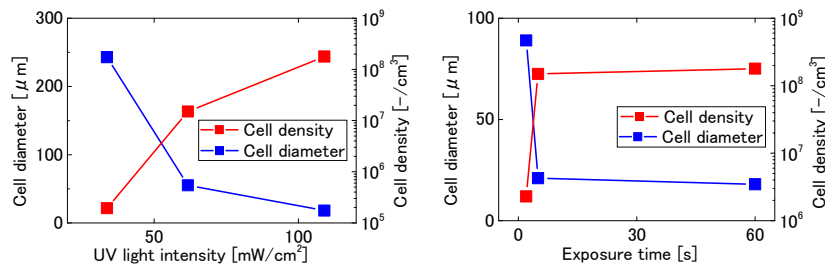 300
200
100
0
Cell diameter [μm]
10⁹
10⁸
10⁷
10⁶
10⁵
Cell density [-/cm³]
Cell density
Cell diameter
50
100
UV light intensity [mW/cm²]
100
50
0
Cell diameter [μm]
10⁹
10⁸
10⁷
10⁶
Cell density [-/cm³]
Cell density
Cell diameter
0
30
60
Exposure time [s]